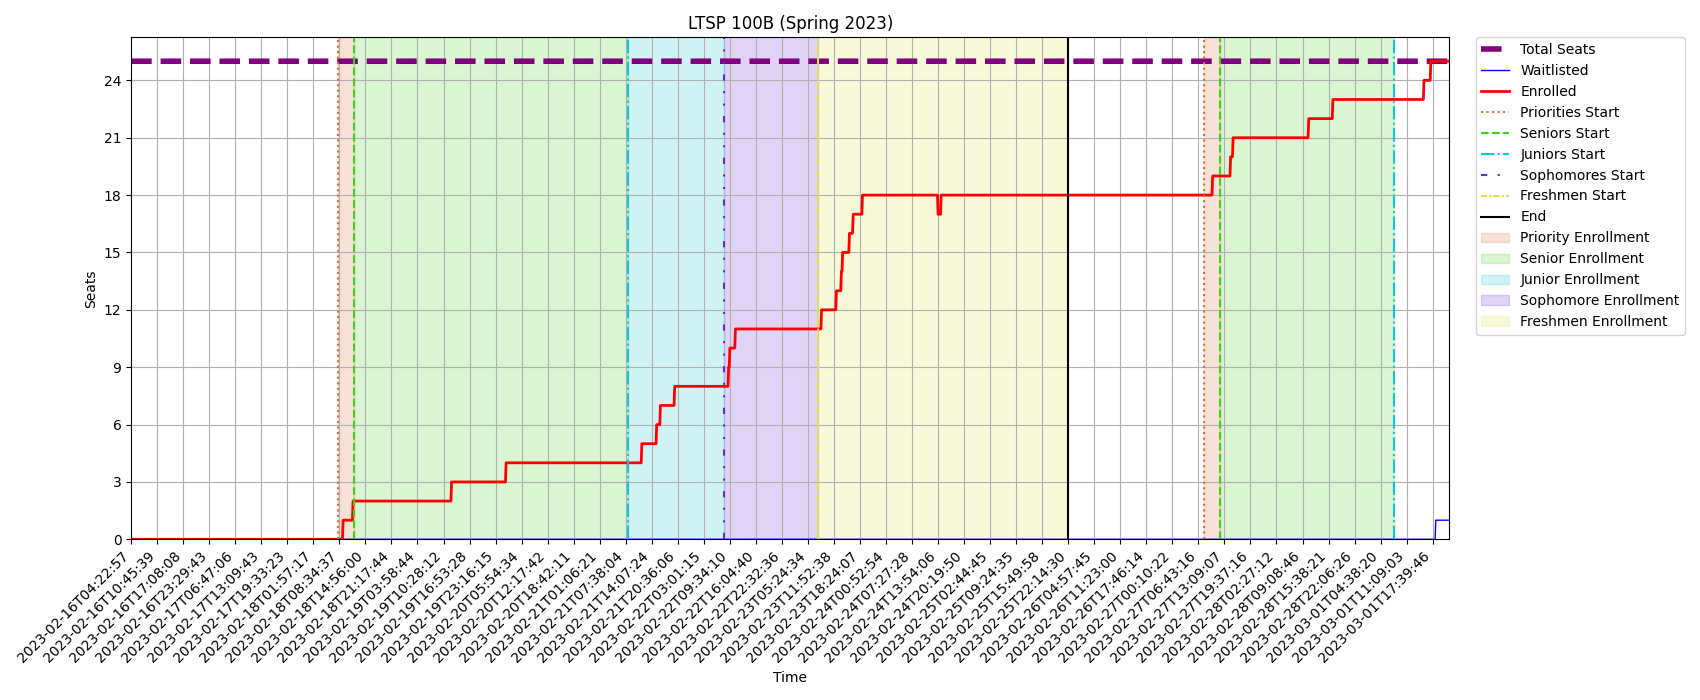 LTSP 100B (Spring 2023)
Seats
24
21
18
15
12
9
6
3
0
2023-02-16T04:22:57
2023-02-16T10:45:39
2023-02-16T17:08:08
2023-02-16T23:29:43
2023-02-17T06:47:06
2023-02-17T13:09:43
2023-02-17T19:33:23
2023-02-18T01:57:17
2023-02-18T08:34:37
2023-02-18T14:56:00
2023-02-18T21:17:44
2023-02-19T03:58:44
2023-02-19T10:28:12
2023-02-19T16:53:28
2023-02-19T23:16:15
2023-02-20T05:54:34
2023-02-20T12:17:42
2023-02-20T18:42:11
2023-02-21T01:06:21
2023-02-21T07:38:04
2023-02-21T14:07:24
2023-02-21T20:36:06
2023-02-22T03:01:15
2023-02-22T09:34:10
2023-02-22T16:04:40
2023-02-22T22:32:36
2023-02-23T05:24:34
2023-02-23T11:52:38
2023-02-23T18:24:07
2023-02-24T00:52:54
2023-02-24T07:27:28
2023-02-24T13:54:06
2023-02-24T20:19:50
2023-02-25T02:44:45
2023-02-25T09:24:35
2023-02-25T15:49:58
2023-02-25T22:14:30
2023-02-26T04:57:45
2023-02-26T11:23:00
2023-02-26T17:46:14
2023-02-27T00:10:22
2023-02-27T06:43:16
2023-02-27T13:09:07
2023-02-27T19:37:16
2023-02-28T02:27:12
2023-02-28T09:08:46
2023-02-28T15:38:21
2023-02-28T22:06:26
2023-03-01T04:38:20
2023-03-01T11:09:03
2023-03-01T17:39:46
Time
Total Seats
Waitlisted
Enrolled
Priorities Start
Seniors Start
Juniors Start
Sophomores Start
Freshmen Start
End
Priority Enrollment
Senior Enrollment
Junior Enrollment
Sophomore Enrollment
Freshmen Enrollment